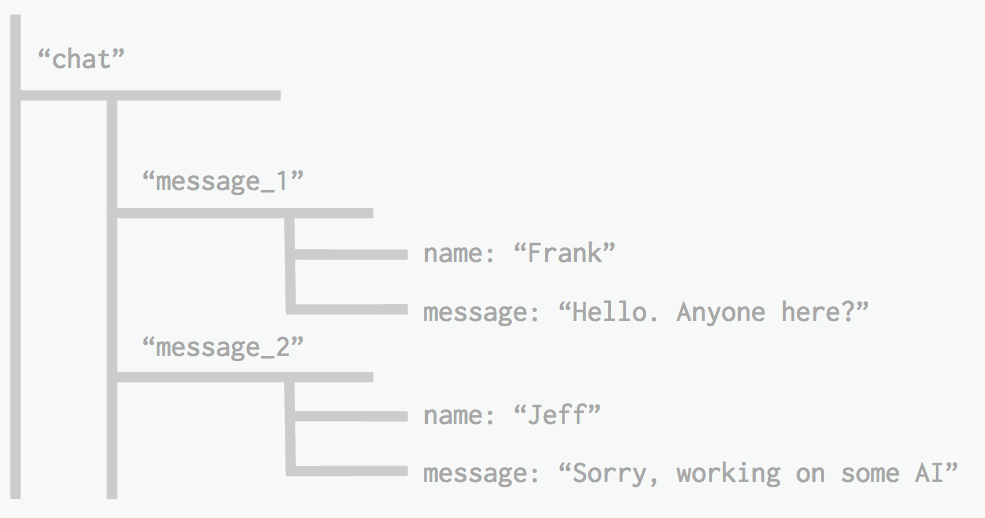 “chat”
“message_1”
name: “Frank”
message: “Hello. Anyone here?”
“message_2”
name: “Jeff”
message: “Sorry, working on some AI”